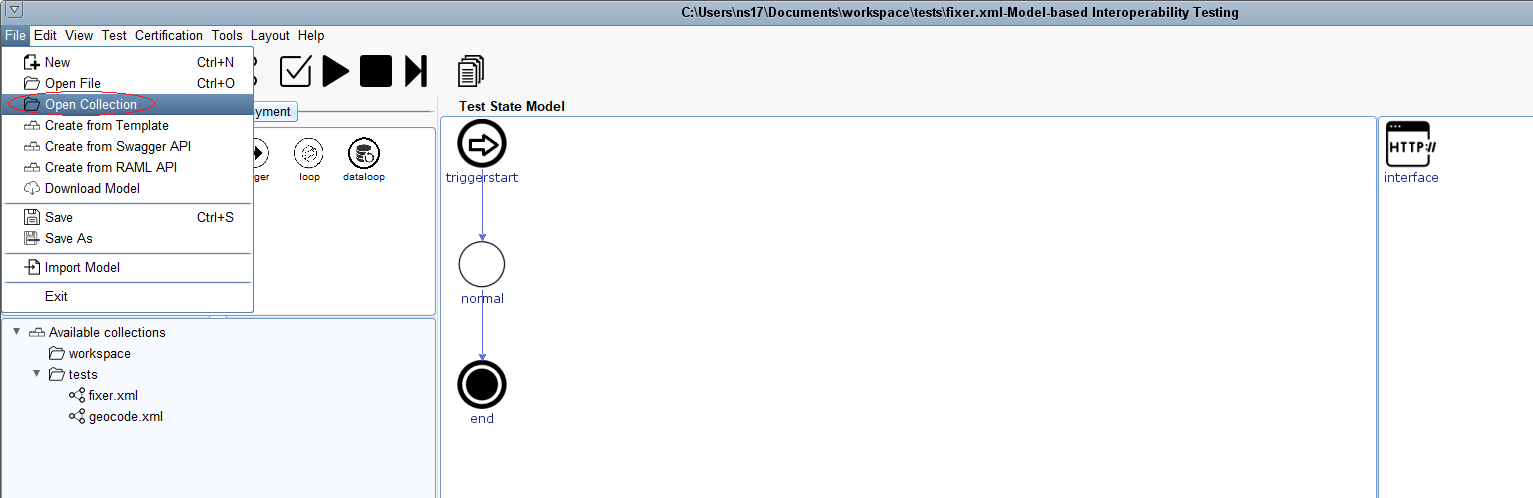 C:\Users\ns17\Documents\workspace\tests\fixer.xml-Model-based Interoperability Testing
File Edit View Test Certification Tools Layout Help
New Ctrl+N
Open File Ctrl+O
Open Collection
Create from Template
Create from Swagger API
Create from RAML API
Download Model
Save Ctrl+S
Save As
Import Model
Exit
yment
ger loop dataloop
Test State Model
triggerstart
normal
end
HTTP://
interface
Available collections
workspace
tests
fixer.xml
geocode.xml